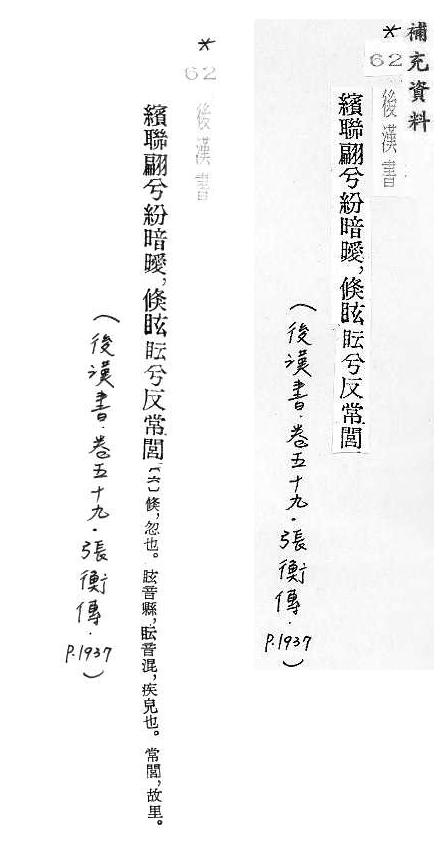 補充資料
*
62
後漢書
繽聯翩兮紛暗曖,倏眩眃兮反常閭
(後漢書.卷五十九.張衡傳.P.1937)
*
62
後漢書
繽聯翩兮紛暗曖,倏眩眃兮反常閭〔六〕倏,忽也。眩音縣,眃音混,疾皃也。常閭,故里。
(後漢書.卷五十九.張衡傳.P.1937)